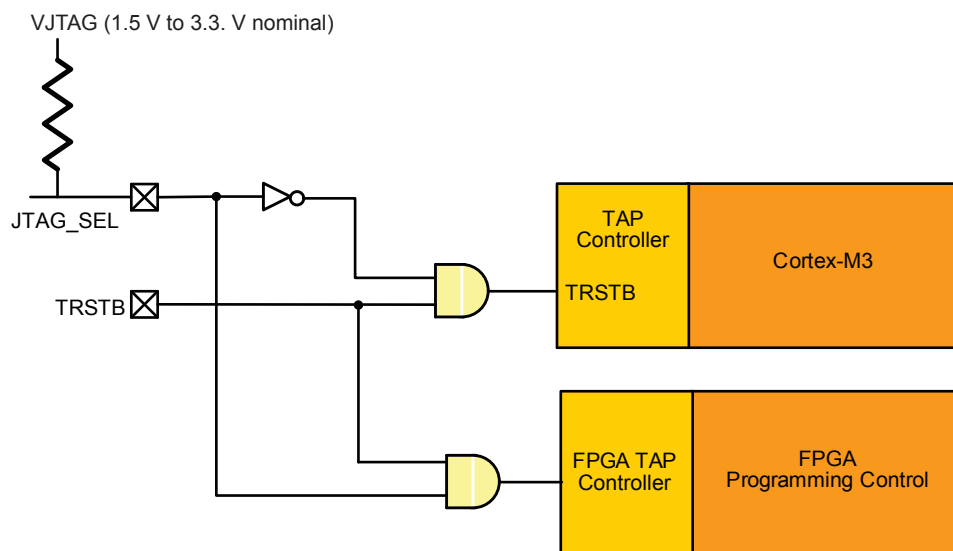 VJTAG (1.5 V to 3.3. V nominal)
JTAG_SEL
TRSTB
TAP
Controller
TRSTB
Cortex-M3
FPGA TAP
Controller
FPGA
Programming Control